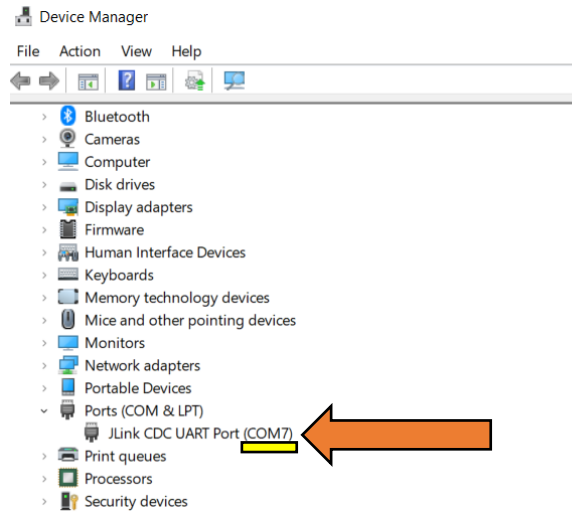 Device Manager
File Action View Help
Bluetooth
Cameras
Computer
Disk drives
Display adapters
Firmware
Human Interface Devices
Keyboards
Memory technology devices
Mice and other pointing devices
Monitors
Network adapters
Portable Devices
Ports (COM & LPT)
JLink CDC UART Port (COM7)
Print queues
Processors
Security devices